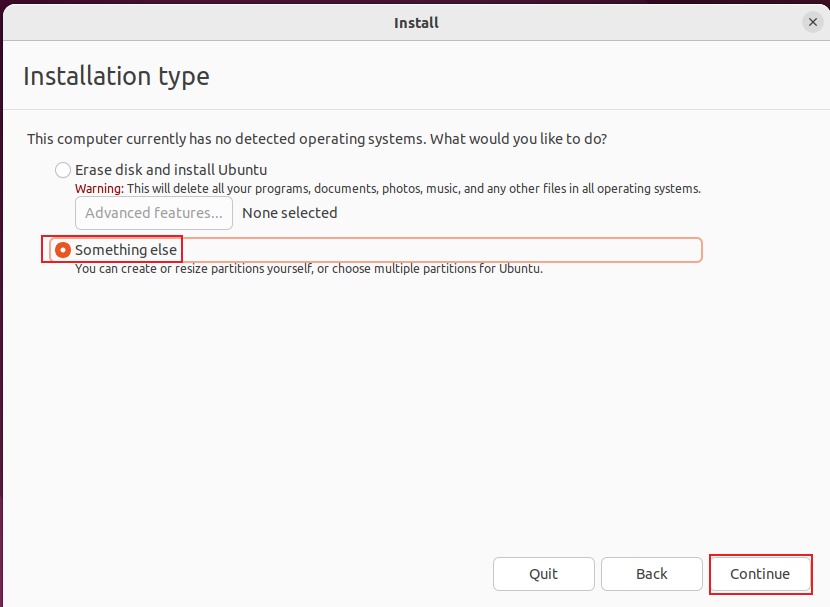 Install
Installation type
This computer currently has no detected operating systems. What would you like to do?
Erase disk and install Ubuntu
Warning: This will delete all your programs, documents, photos, music, and any other files in all operating systems.
Advanced features... None selected
Something else
You can create or resize partitions yourself, or choose multiple partitions for Ubuntu.
Quit Back Continue